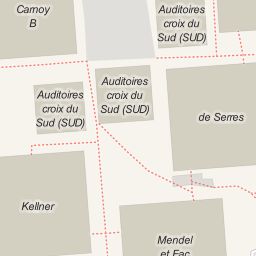 Carnoy
B
Auditoires
croix du
Sud (SUD)
Auditoires
croix du
Sud (SUD)
Auditoires
croix du
Sud (SUD)
de Serres
Kellner
Mendel
et Fac.